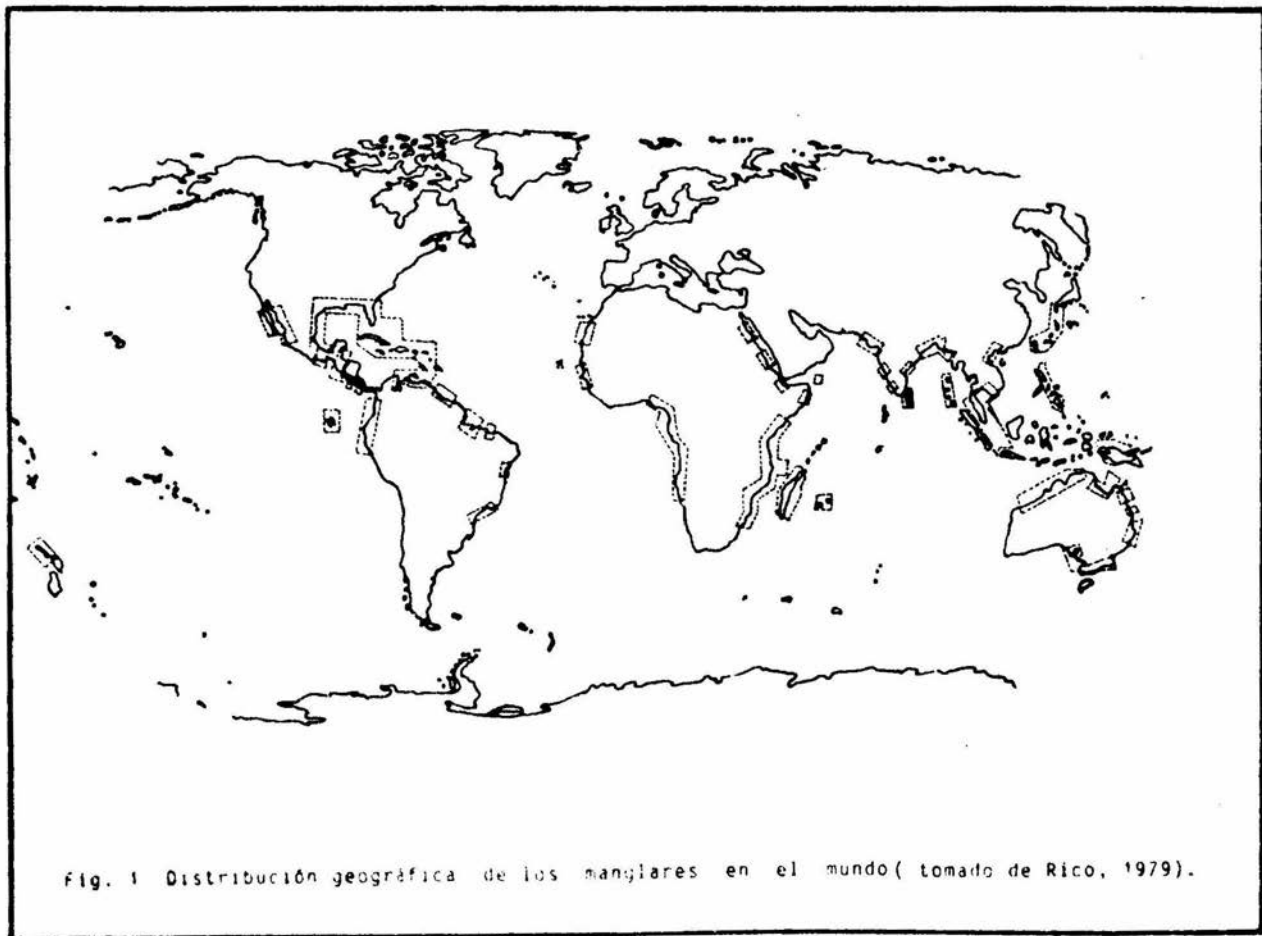 Fig. 1 Distribución geográfica de los manglares en el mundo( tomado de Rico, 1979).